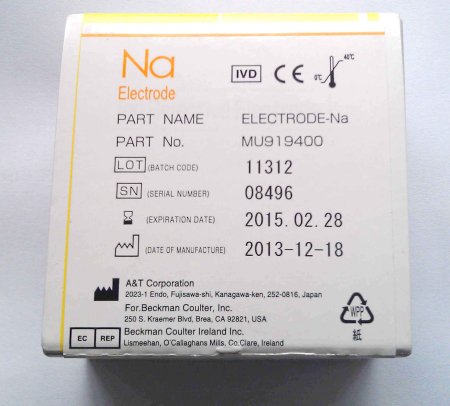 Na
Electrode
IVD CE 0℃ 40℃
PART NAME ELECTRODE-Na
PART No. MU919400
LOT (BATCH CODE) 11312
SN (SERIAL NUMBER) 08496
(EXPIRATION DATE) 2015.02.28
(DATE OF MANUFACTURE) 2013-12-18
A&T Corporation
2023-1 Endo, Fujisawa-shi, Kanagawa-ken, 252-0816, Japan
For.Beckman Coulter, Inc.
250 S. Kraemer Blvd, Brea, CA 92821, USA
EC REP Beckman Coulter Ireland Inc.
Lismeehan, O'Callaghans Mills, Co.Clare, Ireland
WPP
紙